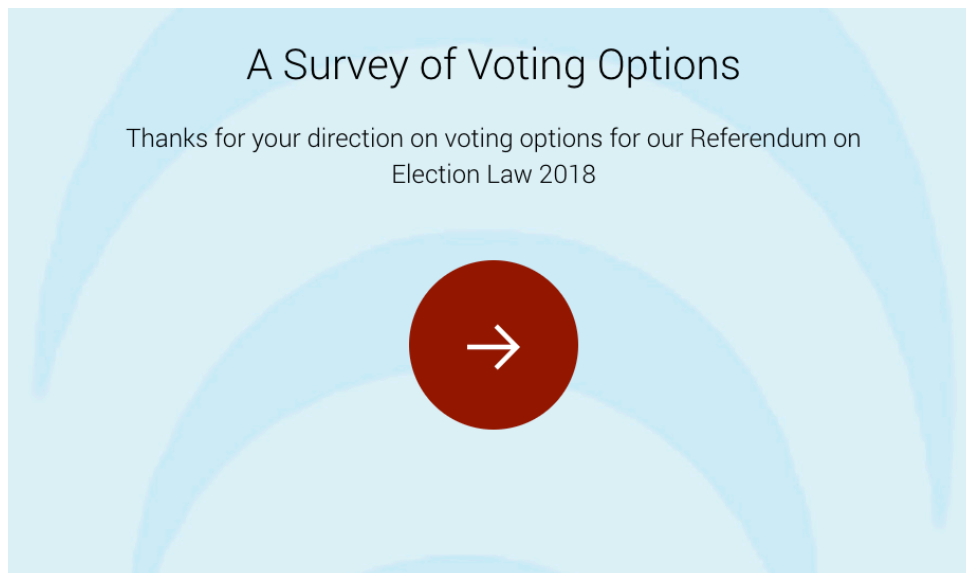 A Survey of Voting Options
Thanks for your direction on voting options for our Referendum on
Election Law 2018